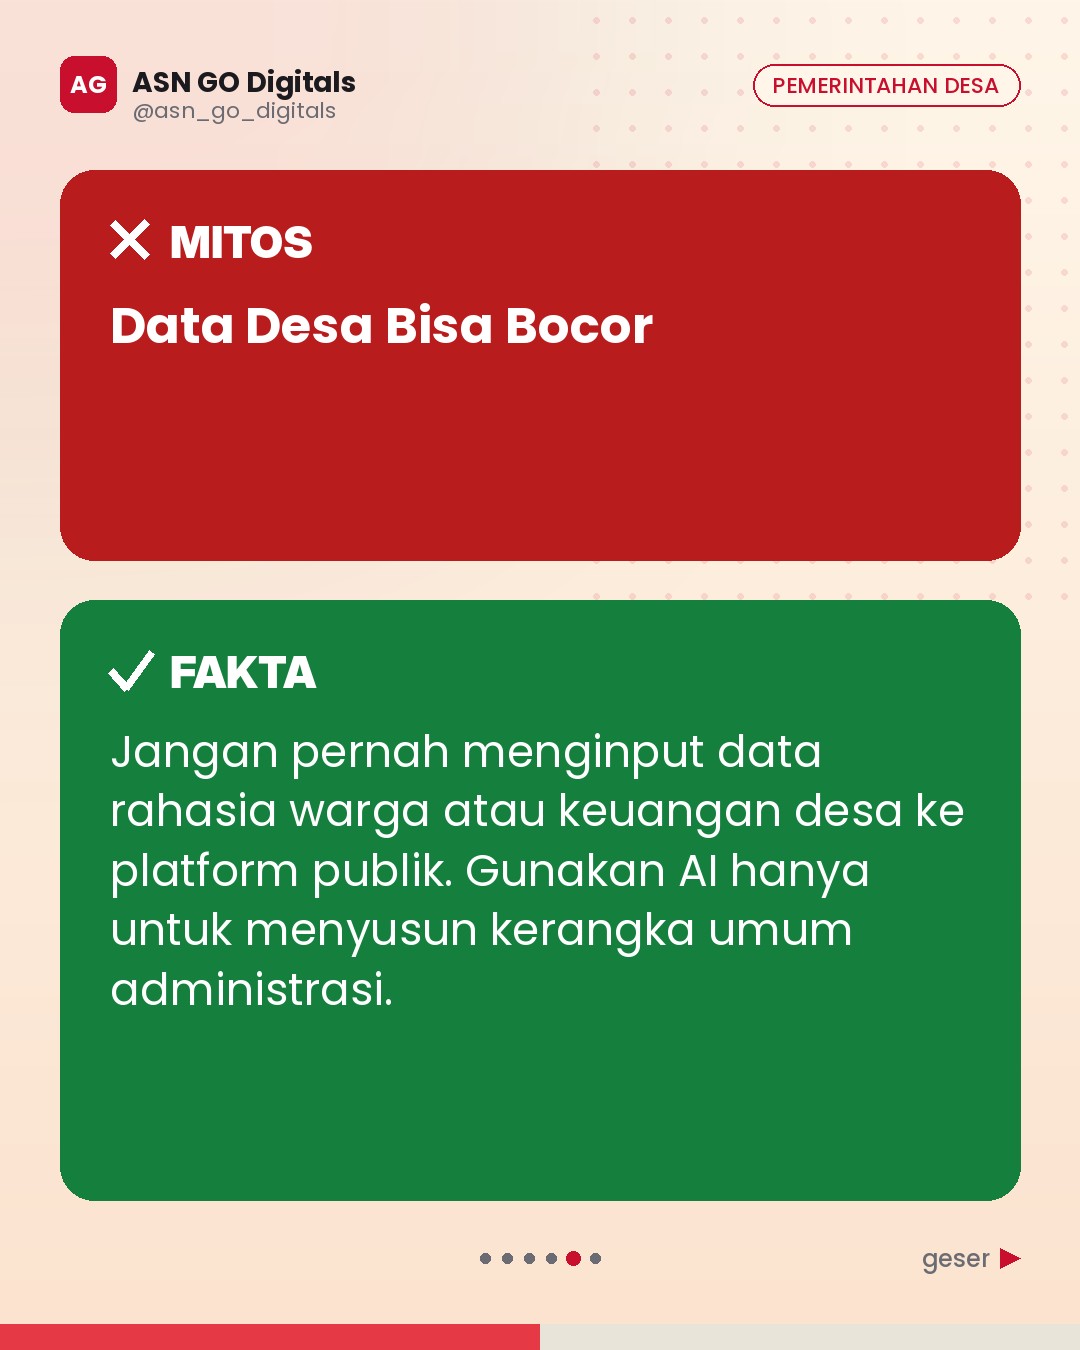 AG
ASN GO Digitals
@asn_go_digitals
PEMERINTAHAN DESA
MITOS
Data Desa Bisa Bocor
FAKTA
Jangan pernah menginput data
rahasia warga atau keuangan desa ke
platform publik. Gunakan AI hanya
untuk menyusun kerangka umum
administrasi.
geser